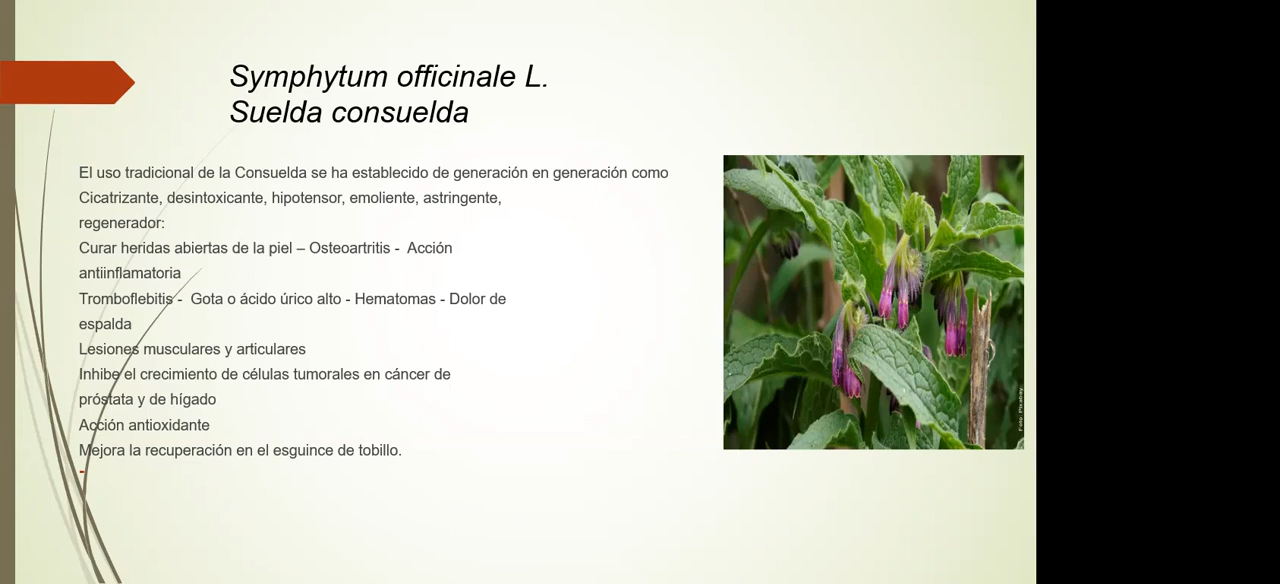 Symphytum officinale L.
Suelda consuelda
El uso tradicional de la Consuelda se ha establecido de generación en generación como
Cicatrizante, desintoxicante, hipotensor, emoliente, astringente,
regenerador:
Curar heridas abiertas de la piel – Osteoartritis -  Acción
antiinflamatoria
Tromboflebitis -  Gota o ácido úrico alto - Hematomas - Dolor de
espalda
Lesiones musculares y articulares
Inhibe el crecimiento de células tumorales en cáncer de
próstata y de hígado
Acción antioxidante
Mejora la recuperación en el esguince de tobillo.
-
Foto: Pixabay.